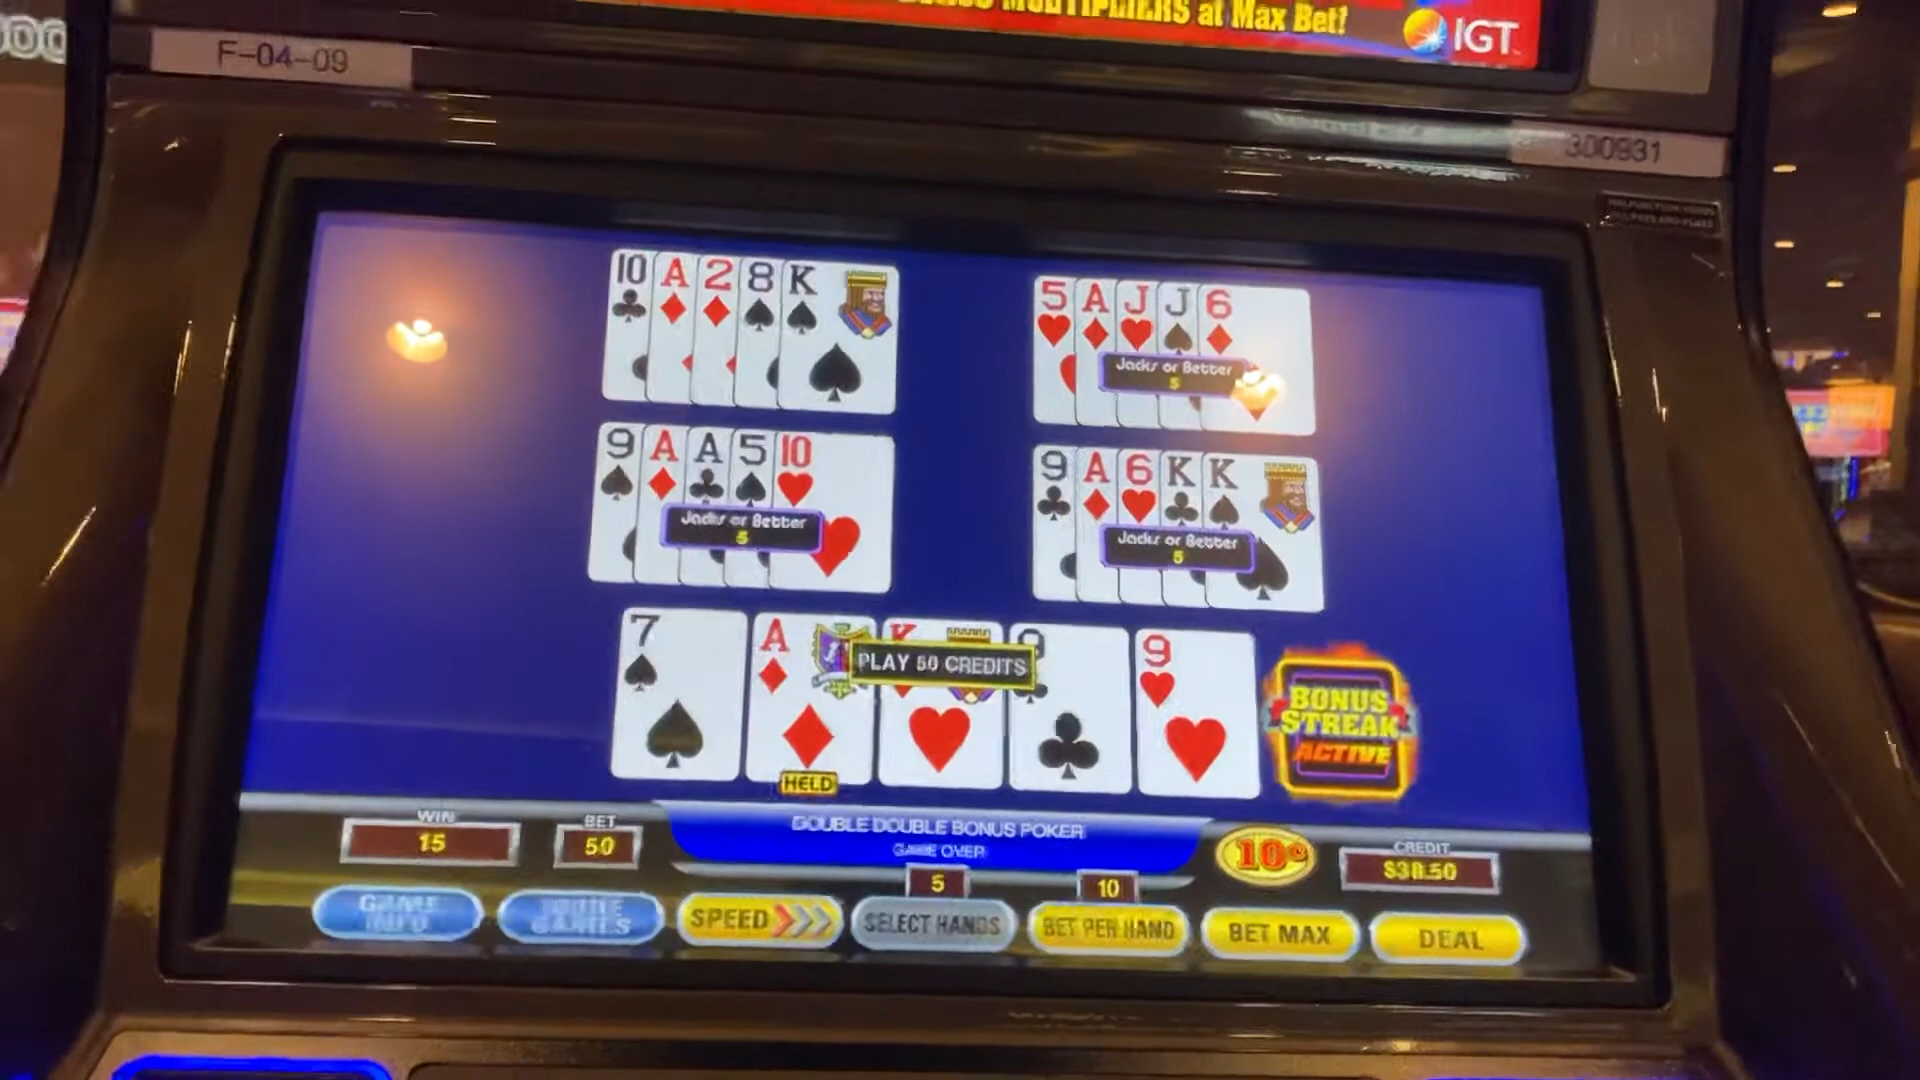 MULTIPLIERS at Max Bet!
IGT
F-04-09
300931
10 A 2 8 K
5 A J J 6
Jacks or Better
5
9 A A 5 10
Jacks or Better
5
9 A 6 K K
Jacks or Better
5
7 A K 9
PLAY 50 CREDITS
HELD
BONUS
STREAK
ACTIVE
WIN
15
BET
50
DOUBLE DOUBLE BONUS POKER
GAME OVER
5
10
10¢
CREDIT
$38.50
GAME
INFO
GAMES
SPEED
SELECT HANDS
BET PER HAND
BET MAX
DEAL